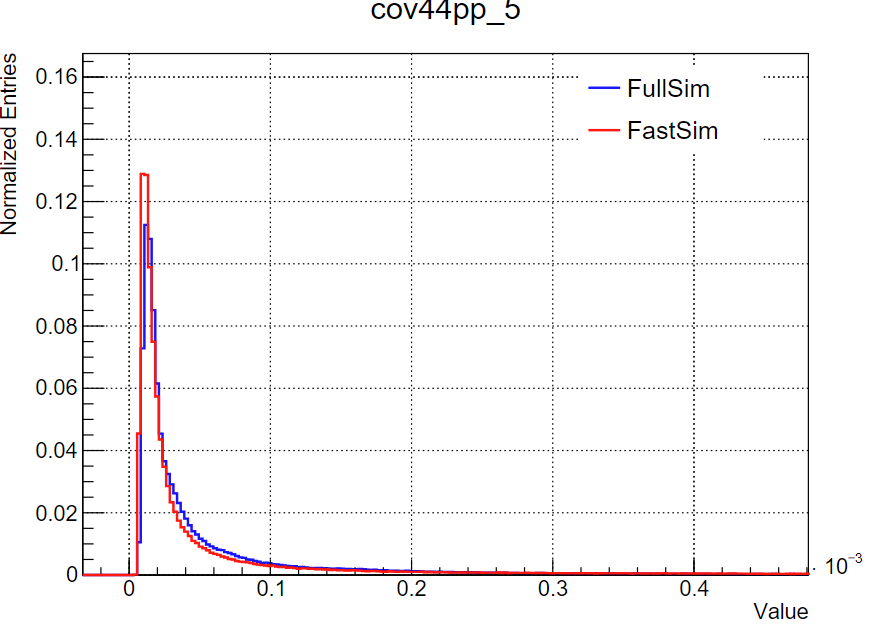 cov44pp_5
Normalized Entries
0.16
0.14
0.12
0.1
0.08
0.06
0.04
0.02
0
FullSim
FastSim
0 0.1 0.2 0.3 0.4
· 10⁻³
Value